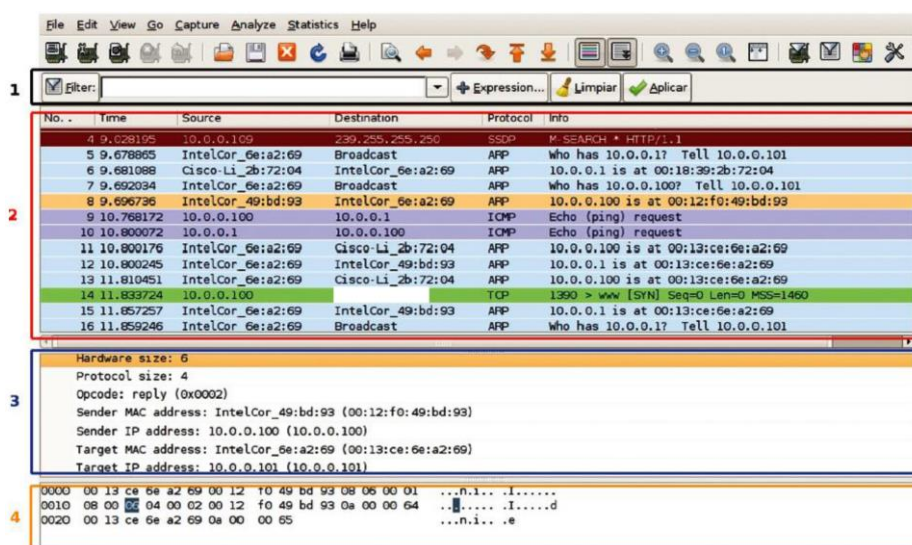 File Edit View Go Capture Analyze Statistics Help
1 Filter: Expression... Limpiar Aplicar
No. . Time Source Destination Protocol Info
2
4 9.028195 10.0.0.109 239.255.255.250 SSDP M-SEARCH * HTTP/1.1
5 9.678865 IntelCor_6e:a2:69 Broadcast ARP Who has 10.0.0.1? Tell 10.0.0.101
6 9.681088 Cisco-Li_2b:72:04 IntelCor_6e:a2:69 ARP 10.0.0.1 is at 00:18:39:2b:72:04
7 9.692034 IntelCor_6e:a2:69 Broadcast ARP Who has 10.0.0.100? Tell 10.0.0.101
8 9.696736 IntelCor_49:bd:93 IntelCor_6e:a2:69 ARP 10.0.0.100 is at 00:12:f0:49:bd:93
9 10.768172 10.0.0.100 10.0.0.1 ICMP Echo (ping) request
10 10.800072 10.0.0.1 10.0.0.100 ICMP Echo (ping) request
11 10.800176 IntelCor_6e:a2:69 Cisco-Li_2b:72:04 ARP 10.0.0.100 is at 00:13:ce:6e:a2:69
12 10.800245 IntelCor_6e:a2:69 IntelCor_49:bd:93 ARP 10.0.0.1 is at 00:13:ce:6e:a2:69
13 11.810451 IntelCor_6e:a2:69 Cisco-Li_2b:72:04 ARP 10.0.0.100 is at 00:13:ce:6e:a2:69
14 11.833724 10.0.0.100 TCP 1390 > www [SYN] Seq=0 Len=0 MSS=1460
15 11.857257 IntelCor_6e:a2:69 IntelCor_49:bd:93 ARP 10.0.0.1 is at 00:13:ce:6e:a2:69
16 11.859246 IntelCor_6e:a2:69 Broadcast ARP Who has 10.0.0.1? Tell 10.0.0.101
3
Hardware size: 6
Protocol size: 4
Opcode: reply (0x0002)
Sender MAC address: IntelCor_49:bd:93 (00:12:f0:49:bd:93)
Sender IP address: 10.0.0.100 (10.0.0.100)
Target MAC address: IntelCor_6e:a2:69 (00:13:ce:6e:a2:69)
Target IP address: 10.0.0.101 (10.0.0.101)
4
0000 00 13 ce 6e a2 69 00 12 f0 49 bd 93 08 06 00 01 ...n.i.. .I......
0010 08 00 06 04 00 02 00 12 f0 49 bd 93 0a 00 00 64 ........ .I.....d
0020 00 13 ce 6e a2 69 0a 00 00 65 ...n.i.. .e